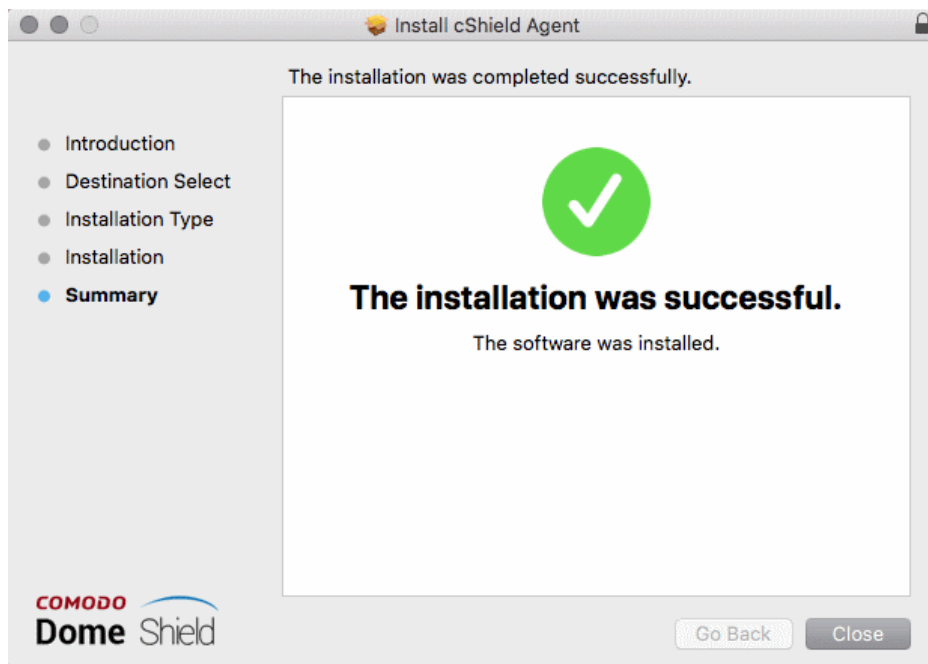 Install cShield Agent
The installation was completed successfully.
Introduction
Destination Select
Installation Type
Installation
Summary
The installation was successful.
The software was installed.
COMODO
Dome Shield
Go Back
Close